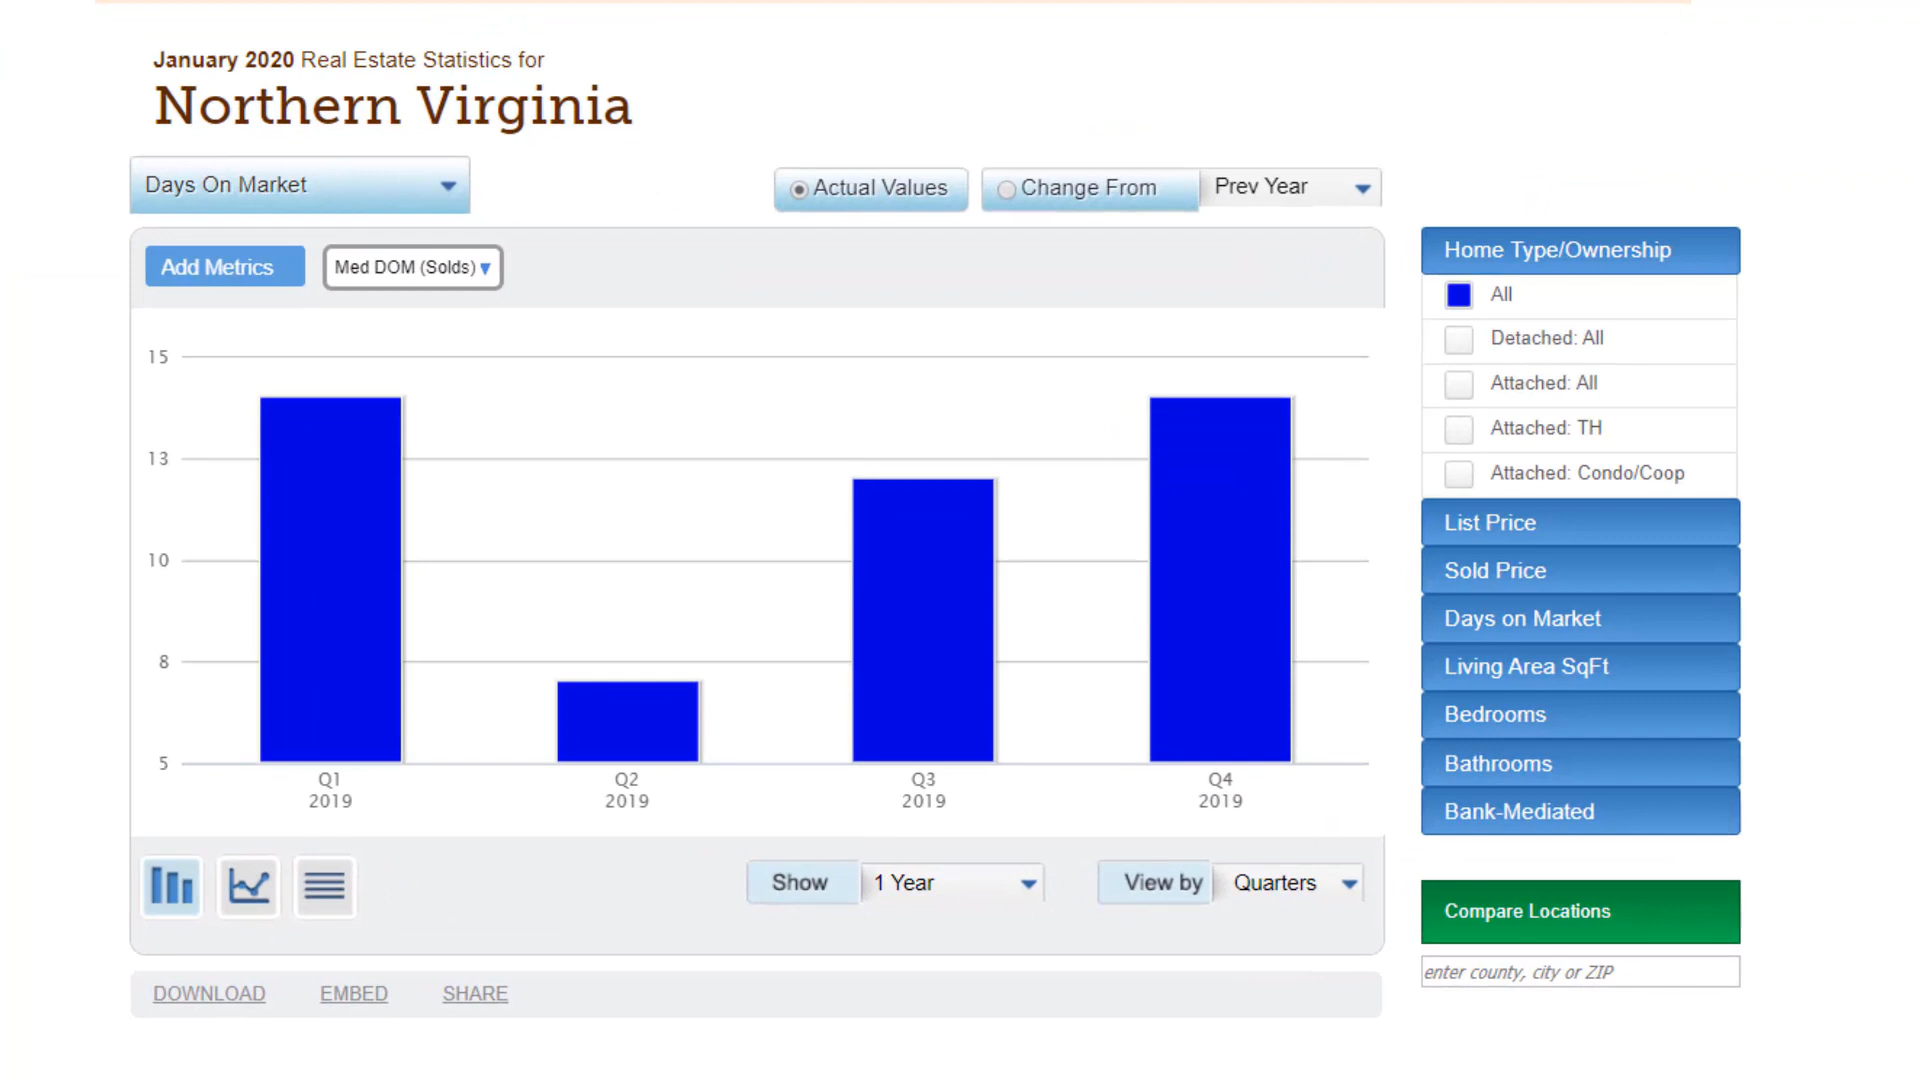 January 2020 Real Estate Statistics for
Northern Virginia
Days On Market
Actual Values
Change From
Prev Year
Add Metrics
Med DOM (Solds)
15
13
10
8
5
Q1
2019
Q2
2019
Q3
2019
Q4
2019
Show
1 Year
View by
Quarters
DOWNLOAD
EMBED
SHARE
Home Type/Ownership
All
Detached: All
Attached: All
Attached: TH
Attached: Condo/Coop
List Price
Sold Price
Days on Market
Living Area SqFt
Bedrooms
Bathrooms
Bank-Mediated
Compare Locations
enter county, city or ZIP